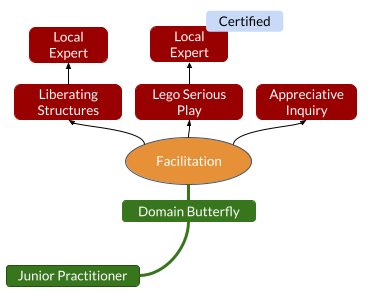 Certified
Local
Expert
Local
Expert
Liberating
Structures
Lego Serious
Play
Appreciative
Inquiry
Facilitation
Domain Butterfly
Junior Practitioner